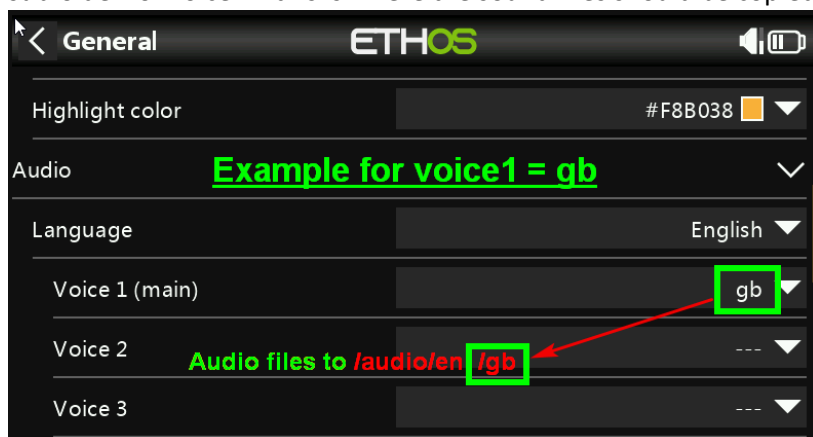 General ETHOS
Highlight color #F8B038
Audio Example for voice1 = gb
Language English
Voice 1 (main) gb
Voice 2 ---
Audio files to /audio/en /gb
Voice 3 ---